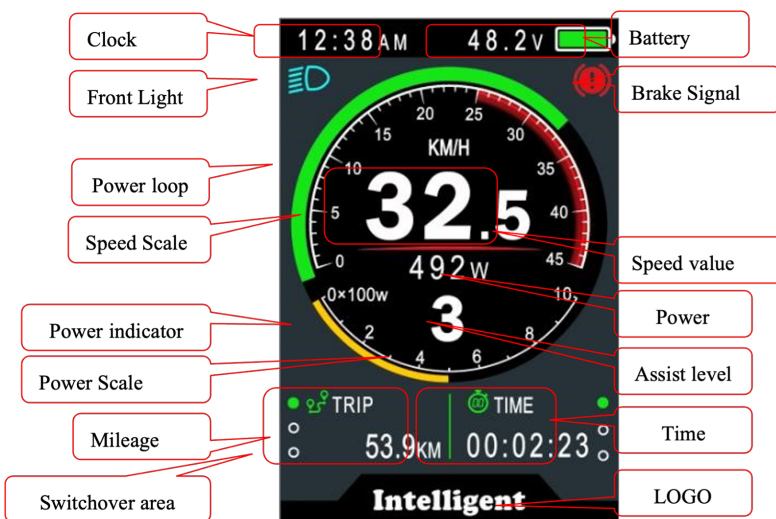 Clock
12:38AM
48.2V
Battery
Front Light
Brake Signal
20
25
15
30
KM/H
10
35
Power loop
32.5
5
40
Speed Scale
0
45
Speed value
492W
0×100w
10
Power
Power indicator
3
2
8
4
6
Assist level
Power Scale
TRIP
TIME
Mileage
53.9KM
00:02:23
Time
Switchover area
Intelligent
LOGO